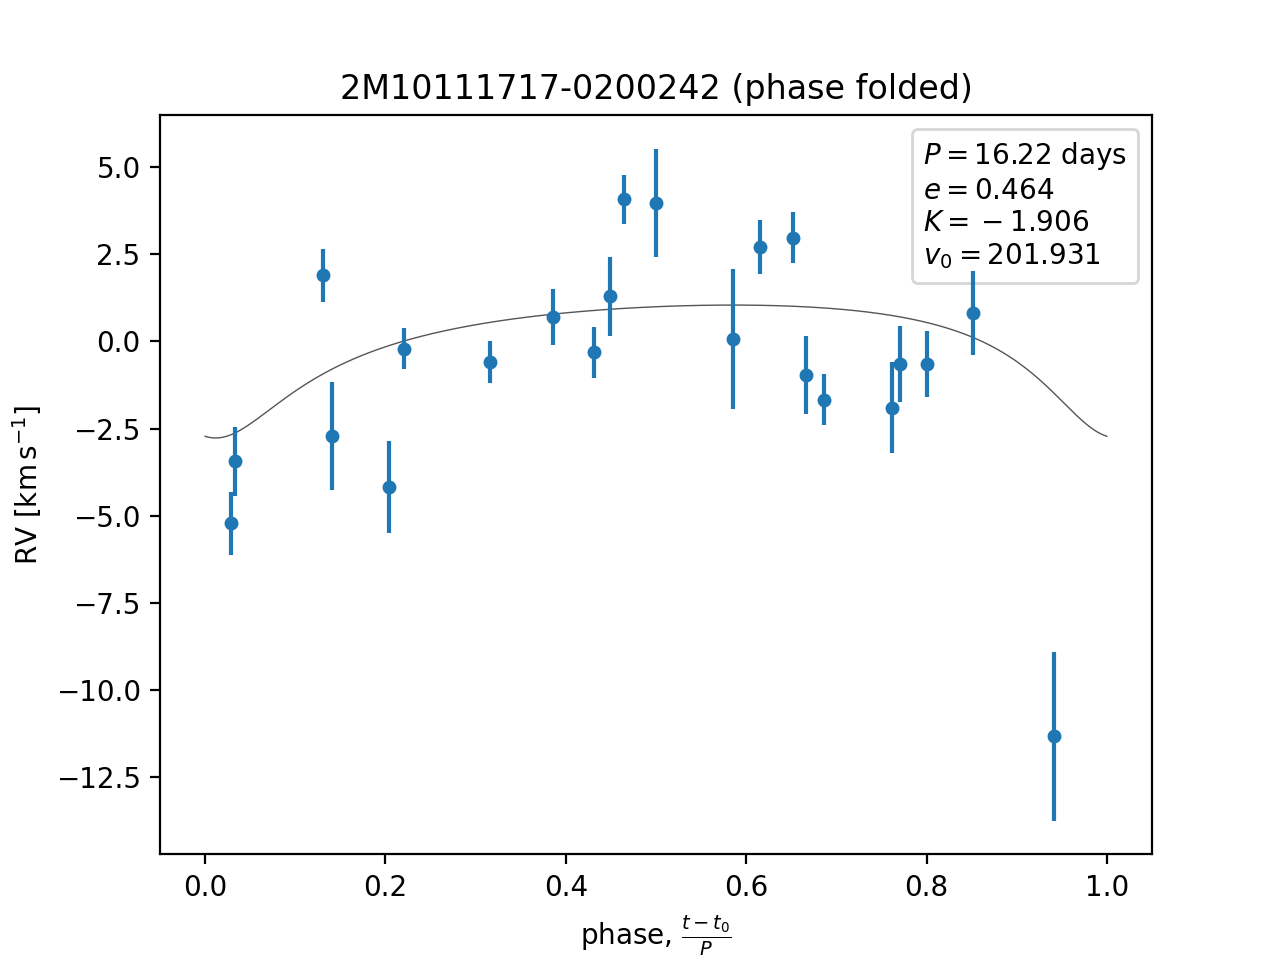 2M10111717-0200242 (phase folded)
P = 16.22 days
e = 0.464
K = −1.906
v₀ = 201.931
RV [km s⁻¹]
5.0
2.5
0.0
−2.5
−5.0
−7.5
−10.0
−12.5
0.0 0.2 0.4 0.6 0.8 1.0
phase, (t − t₀)/P